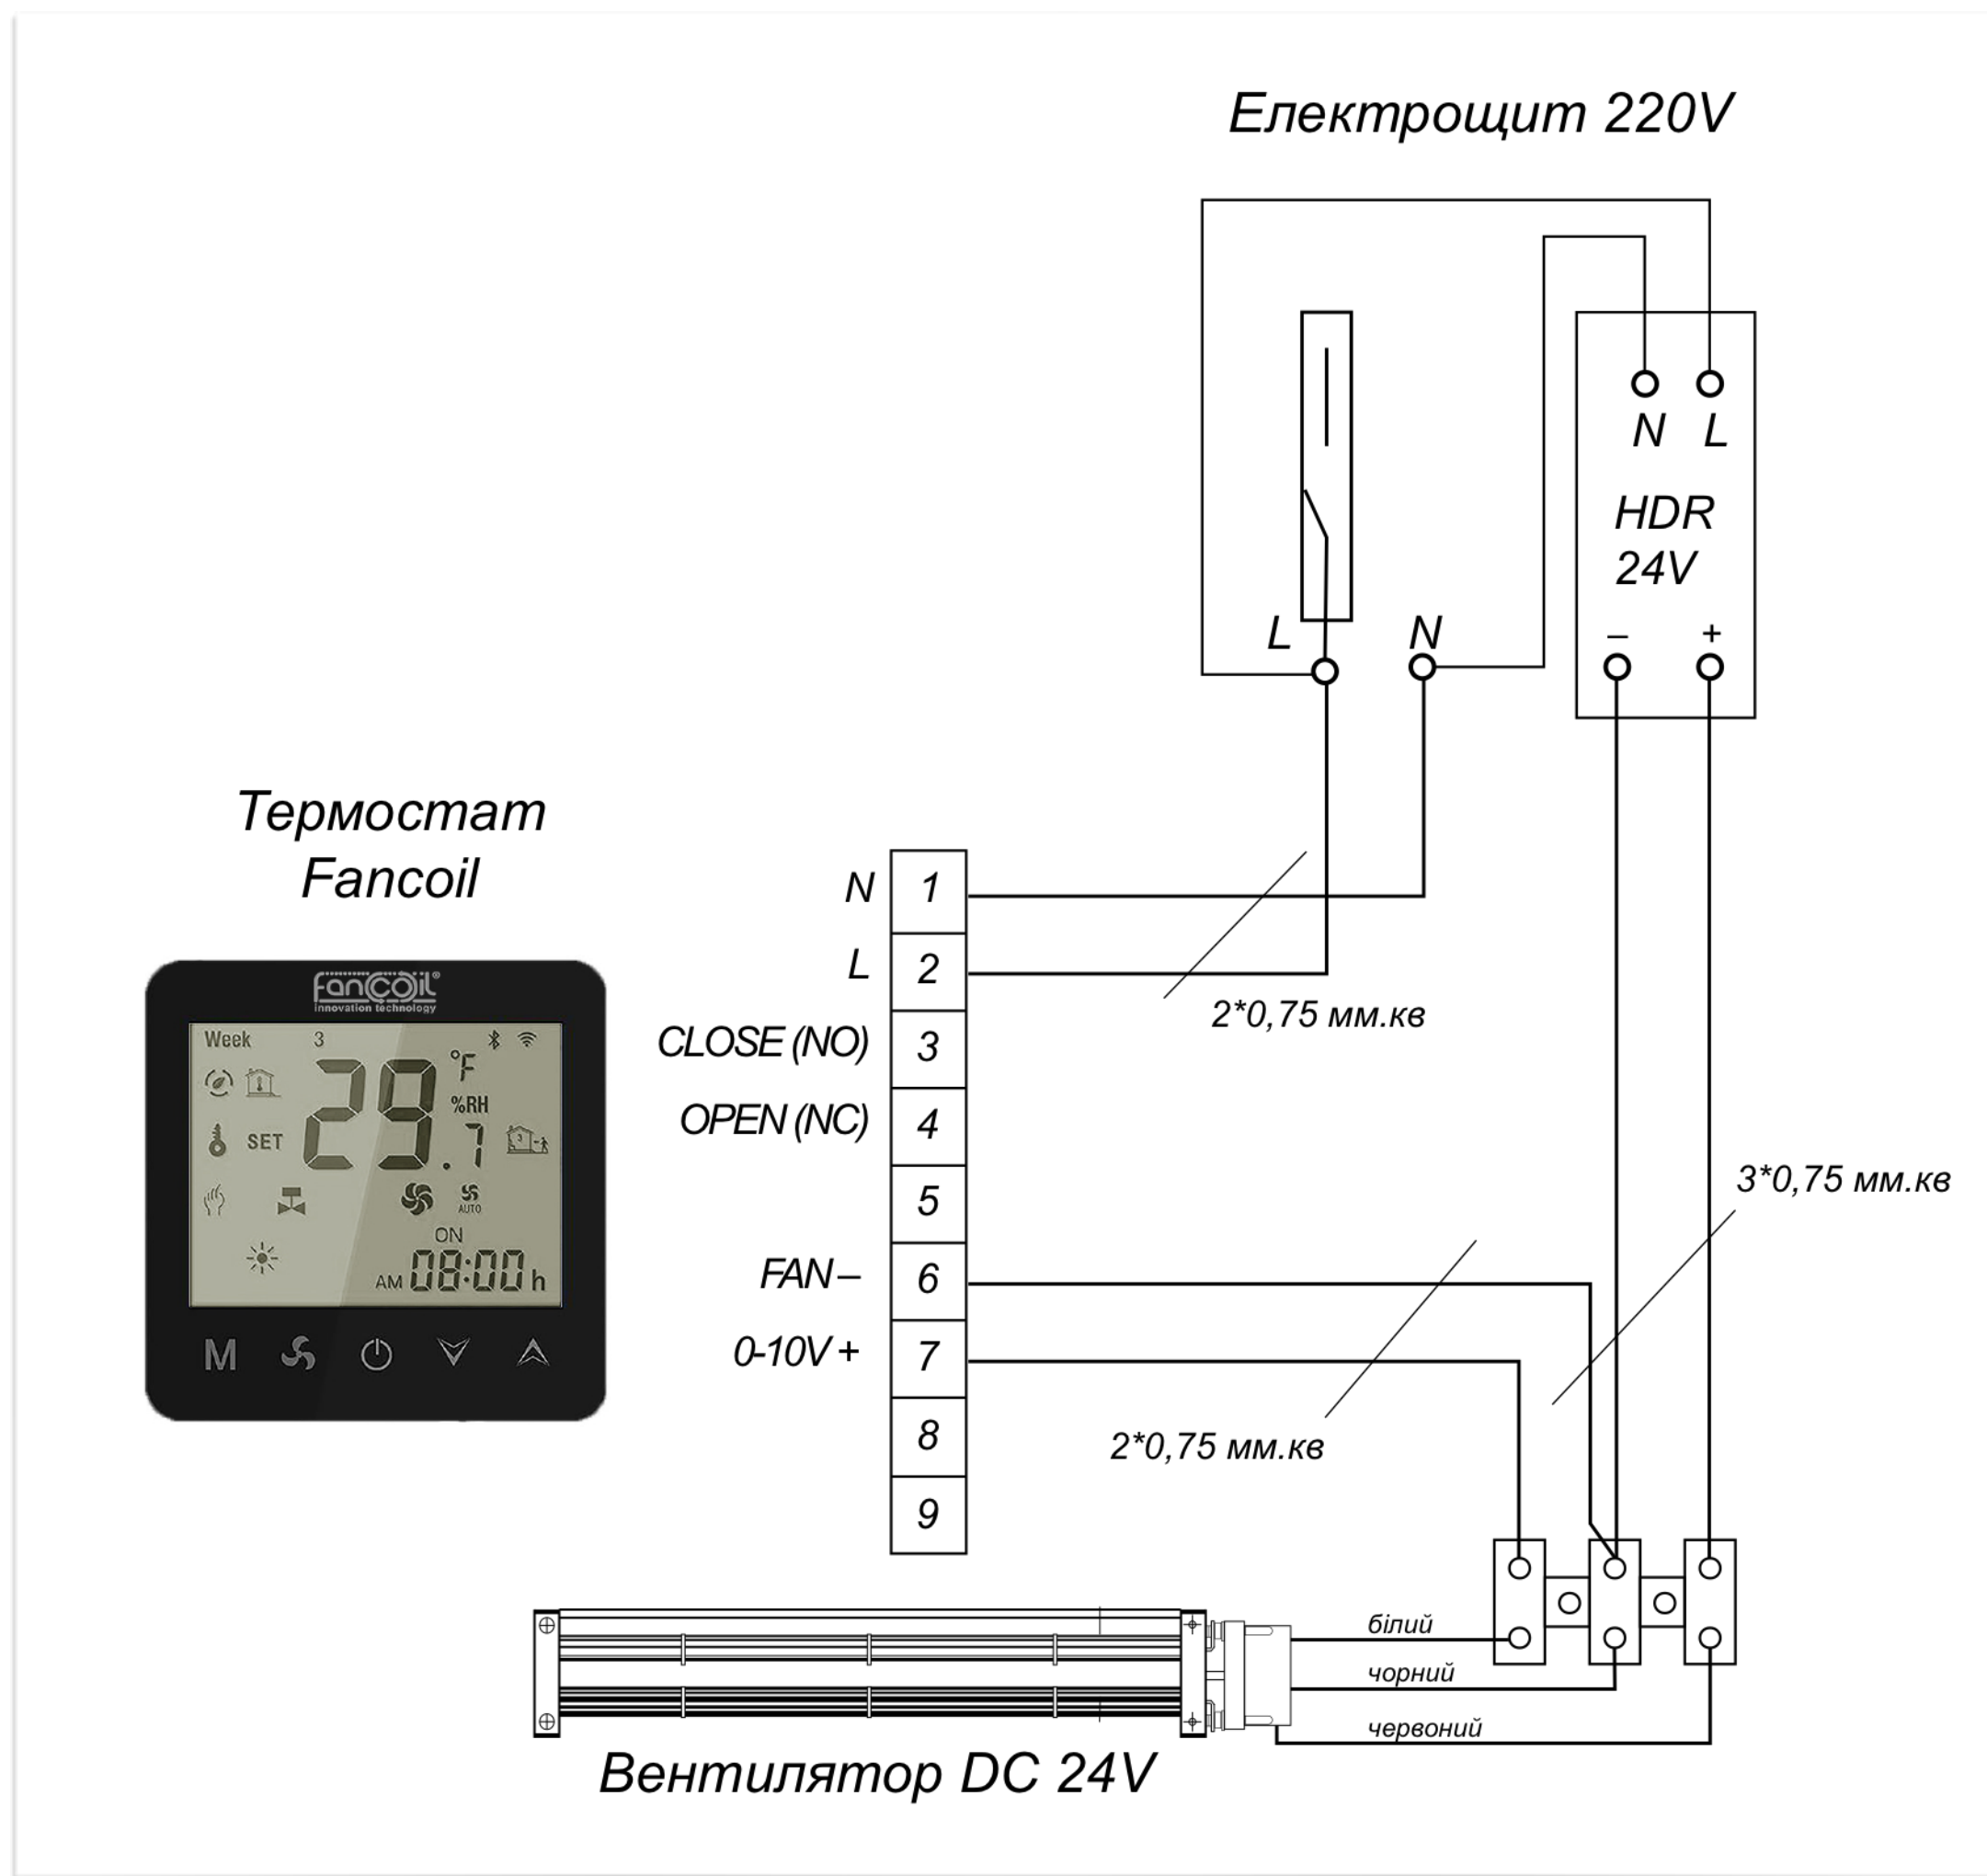 Електрощит 220V
N L
HDR
24V
– +
L N
Термостат
Fancoil
N 1
L 2
CLOSE (NO) 3
OPEN (NC) 4
5
FAN – 6
0-10V + 7
8
9
2*0,75 мм.кв
3*0,75 мм.кв
2*0,75 мм.кв
fancoil®
innovation technology
Week 3
°F
%RH
SET 29.7
3
AUTO
ON
AM 08:00 h
M
білий
чорний
червоний
Вентилятор DC 24V